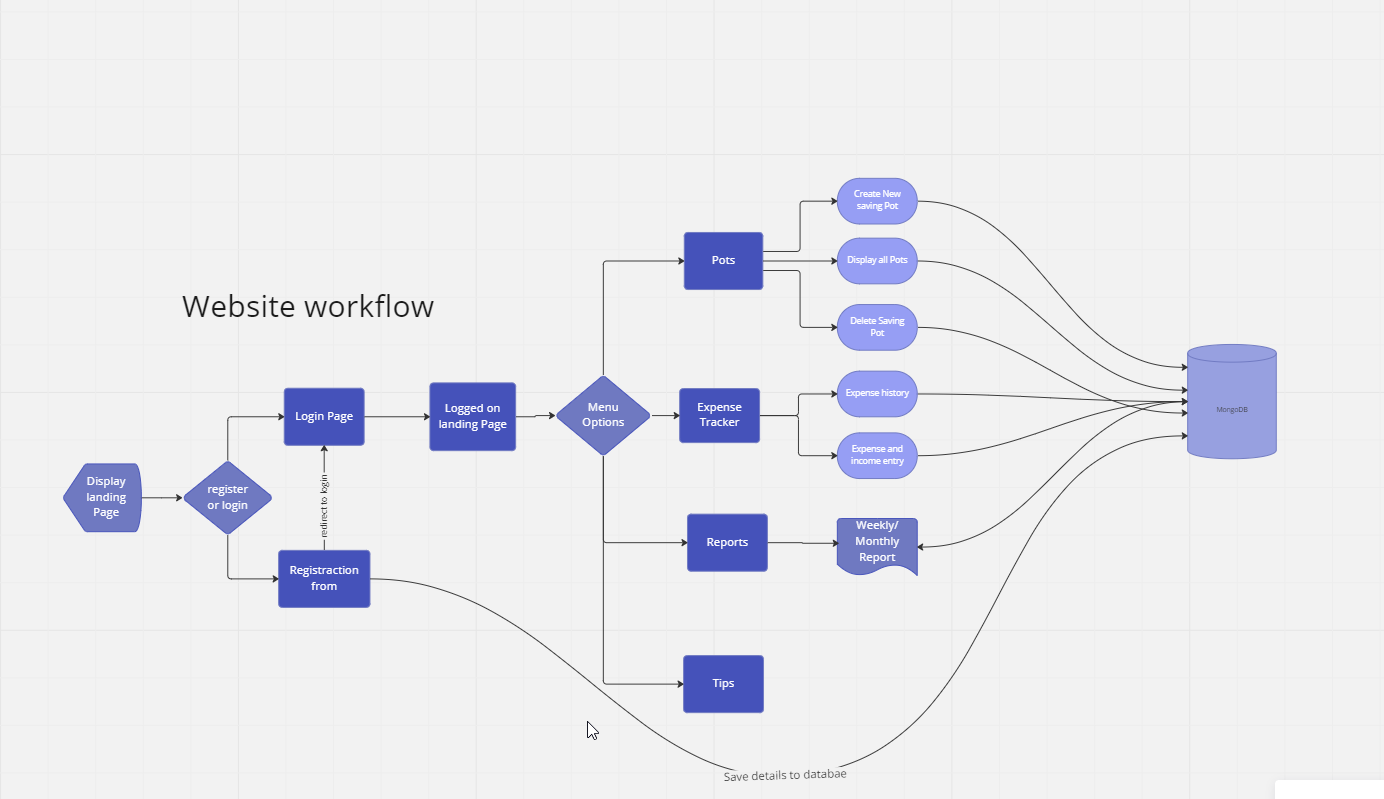 Website workflow
Display
landing
Page
register
or login
Login Page
redirect to login
Registraction
from
Logged on
landing Page
Menu
Options
Pots
Create New
saving Pot
Display all Pots
Delete Saving
Pot
Expense
Tracker
Expense history
Expense and
income entry
Reports
Weekly/
Monthly
Report
Tips
Save details to databae
MongoDB